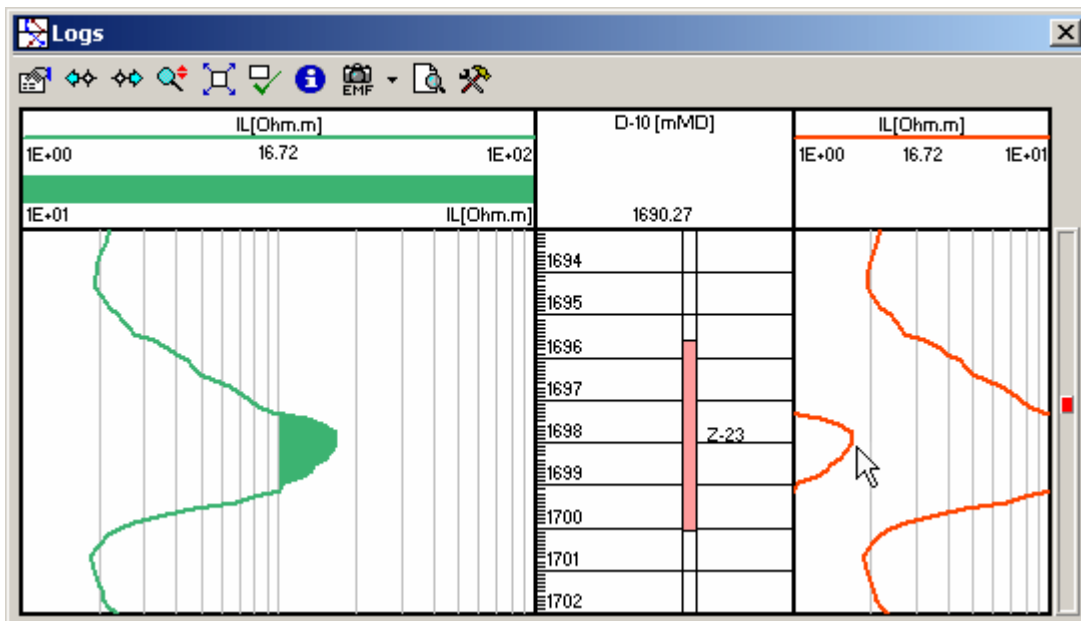 Logs
EMF
IL[Ohm.m]
1E+00 16.72 1E+02
1E+01 IL[Ohm.m]
D-10 [mMD]
1690.27
IL[Ohm.m]
1E+00 16.72 1E+01
1694
1695
1696
1697
1698
Z-23
1699
1700
1701
1702